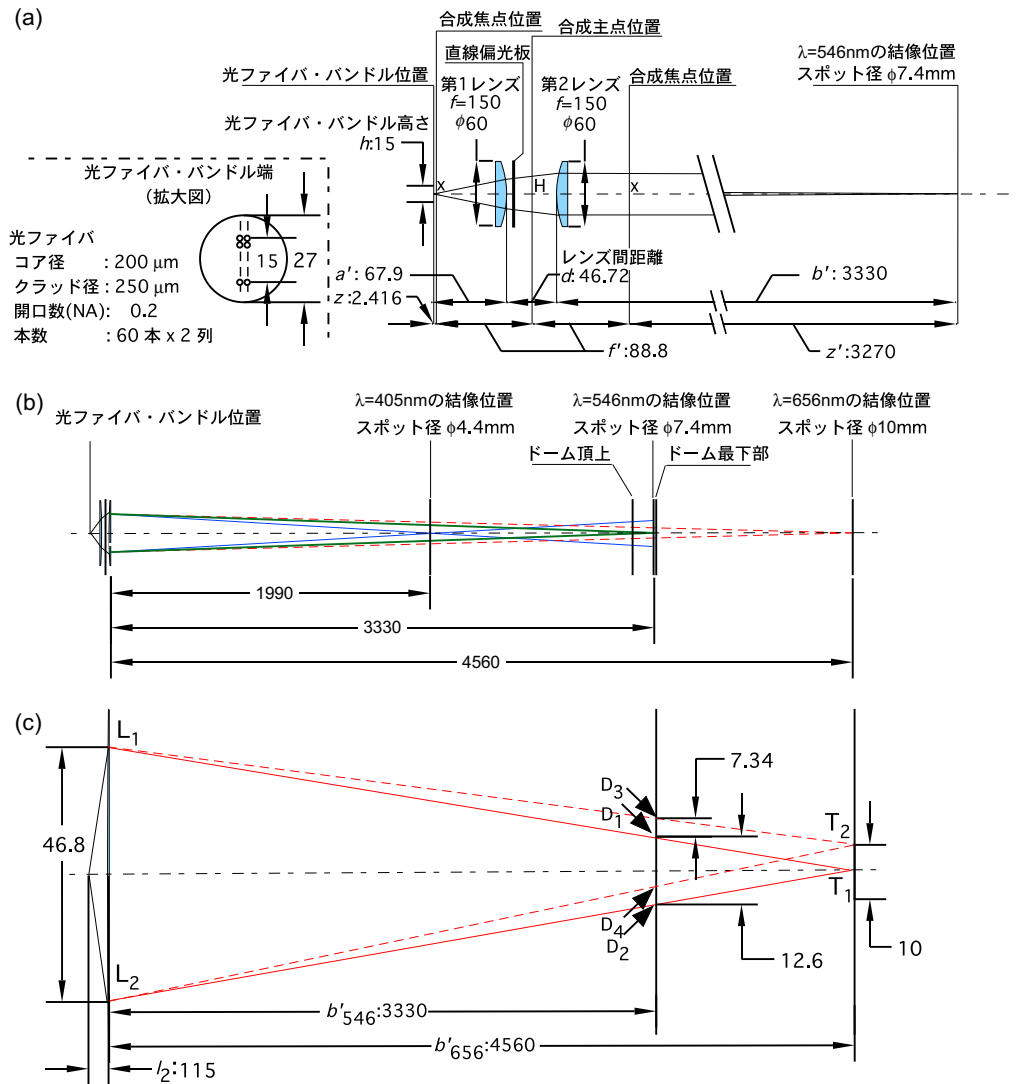 (a)
合成焦点位置
合成主点位置
直線偏光板
λ=546nmの結像位置
スポット径 φ7.4mm
光ファイバ・バンドル位置
第1レンズ
f=150
φ60
第2レンズ
f=150
φ60
合成焦点位置
光ファイバ・バンドル高さ
h:15
x
H
x
光ファイバ・バンドル端
(拡大図)
光ファイバ
コア径 : 200 μm
クラッド径 : 250 μm
開口数(NA): 0.2
本数 : 60 本 x 2 列
15
27
レンズ間距離
d: 46.72
a': 67.9
z: 2.416
b': 3330
f':88.8
z':3270
(b)
光ファイバ・バンドル位置
λ=405nmの結像位置
スポット径 φ4.4mm
λ=546nmの結像位置
スポット径 φ7.4mm
λ=656nmの結像位置
スポット径 φ10mm
ドーム頂上
ドーム最下部
1990
3330
4560
(c)
L1
L2
46.8
D3
D1
D4
D2
7.34
12.6
T2
T1
10
b'546:3330
b'656:4560
l2:115